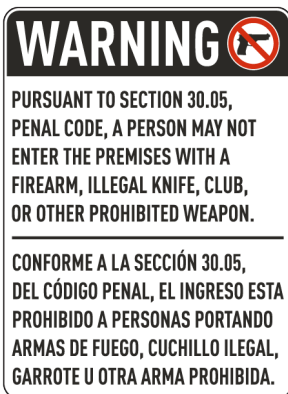 WARNING
PURSUANT TO SECTION 30.05,
PENAL CODE, A PERSON MAY NOT
ENTER THE PREMISES WITH A
FIREARM, ILLEGAL KNIFE, CLUB,
OR OTHER PROHIBITED WEAPON.
CONFORME A LA SECCIÓN 30.05,
DEL CÓDIGO PENAL, EL INGRESO ESTA
PROHIBIDO A PERSONAS PORTANDO
ARMAS DE FUEGO, CUCHILLO ILEGAL,
GARROTE U OTRA ARMA PROHIBIDA.